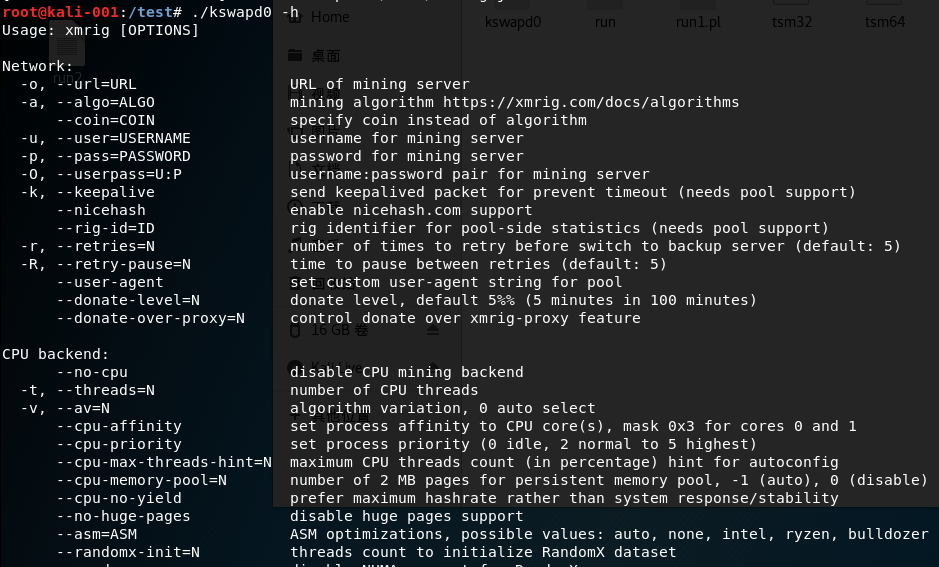 root@kali-001:/test# ./kswapd0 -h
Usage: xmrig [OPTIONS]
Network:
-o, --url=URL URL of mining server
-a, --algo=ALGO mining algorithm https://xmrig.com/docs/algorithms
--coin=COIN specify coin instead of algorithm
-u, --user=USERNAME username for mining server
-p, --pass=PASSWORD password for mining server
-O, --userpass=U:P username:password pair for mining server
-k, --keepalive send keepalived packet for prevent timeout (needs pool support)
--nicehash enable nicehash.com support
--rig-id=ID rig identifier for pool-side statistics (needs pool support)
-r, --retries=N number of times to retry before switch to backup server (default: 5)
-R, --retry-pause=N time to pause between retries (default: 5)
--user-agent set custom user-agent string for pool
--donate-level=N donate level, default 5%% (5 minutes in 100 minutes)
--donate-over-proxy=N control donate over xmrig-proxy feature
CPU backend:
--no-cpu disable CPU mining backend
-t, --threads=N number of CPU threads
-v, --av=N algorithm variation, 0 auto select
--cpu-affinity set process affinity to CPU core(s), mask 0x3 for cores 0 and 1
--cpu-priority set process priority (0 idle, 2 normal to 5 highest)
--cpu-max-threads-hint=N maximum CPU threads count (in percentage) hint for autoconfig
--cpu-memory-pool=N number of 2 MB pages for persistent memory pool, -1 (auto), 0 (disable)
--cpu-no-yield prefer maximum hashrate rather than system response/stability
--no-huge-pages disable huge pages support
--asm=ASM ASM optimizations, possible values: auto, none, intel, ryzen, bulldozer
--randomx-init=N threads count to initialize RandomX dataset
Home
桌面
16 GB 卷
kswapd0
run
run1.pl
tsm32
tsm64